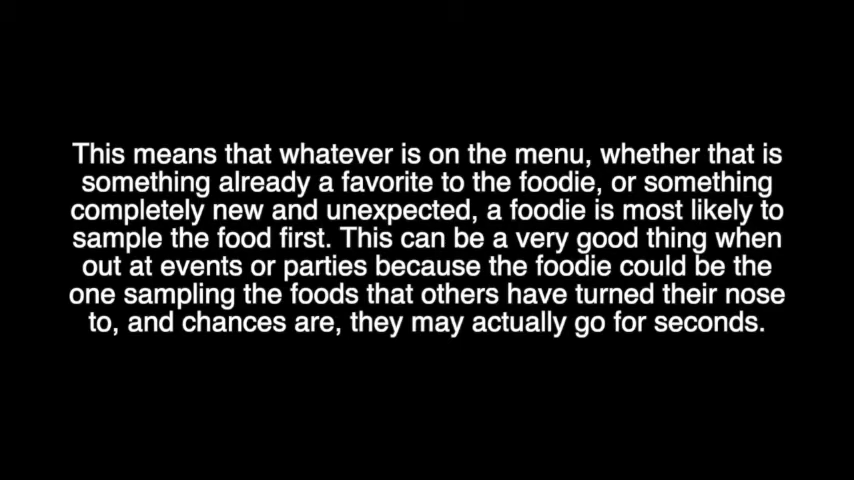 This means that whatever is on the menu, whether that is
something already a favorite to the foodie, or something
completely new and unexpected, a foodie is most likely to
sample the food first. This can be a very good thing when
out at events or parties because the foodie could be the
one sampling the foods that others have turned their nose
to, and chances are, they may actually go for seconds.